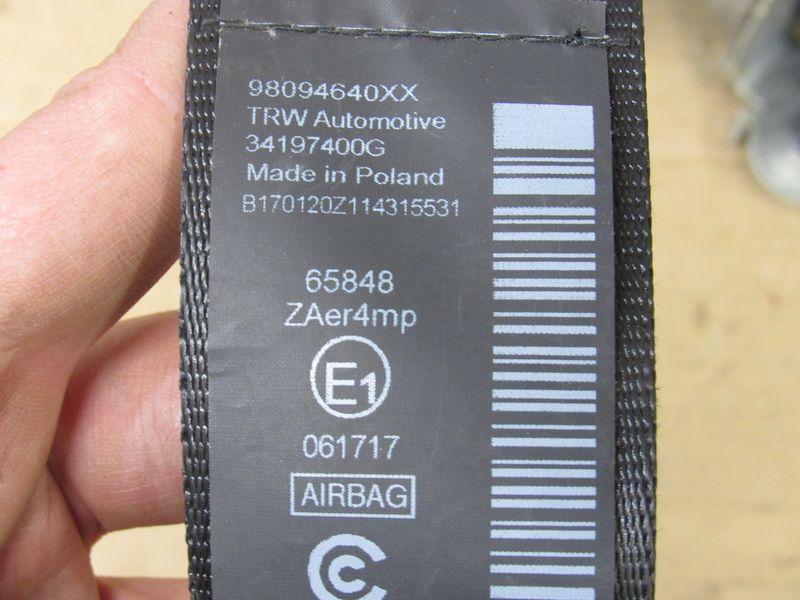 98094640XX
TRW Automotive
34197400G
Made in Poland
B170120Z114315531
65848
ZAer4mp
E1
061717
AIRBAG